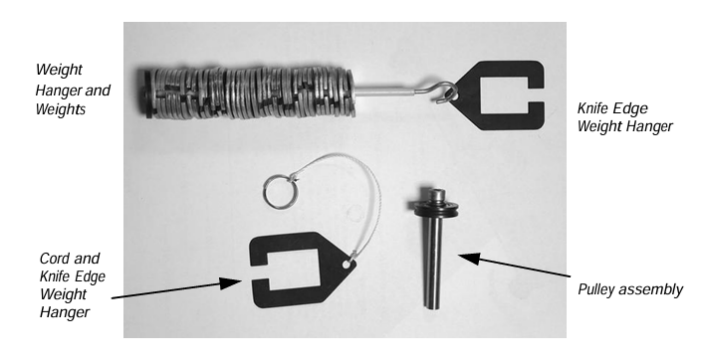 Weight
Hanger and
Weights
Knife Edge
Weight Hanger
Cord and
Knife Edge
Weight
Hanger
Pulley assembly